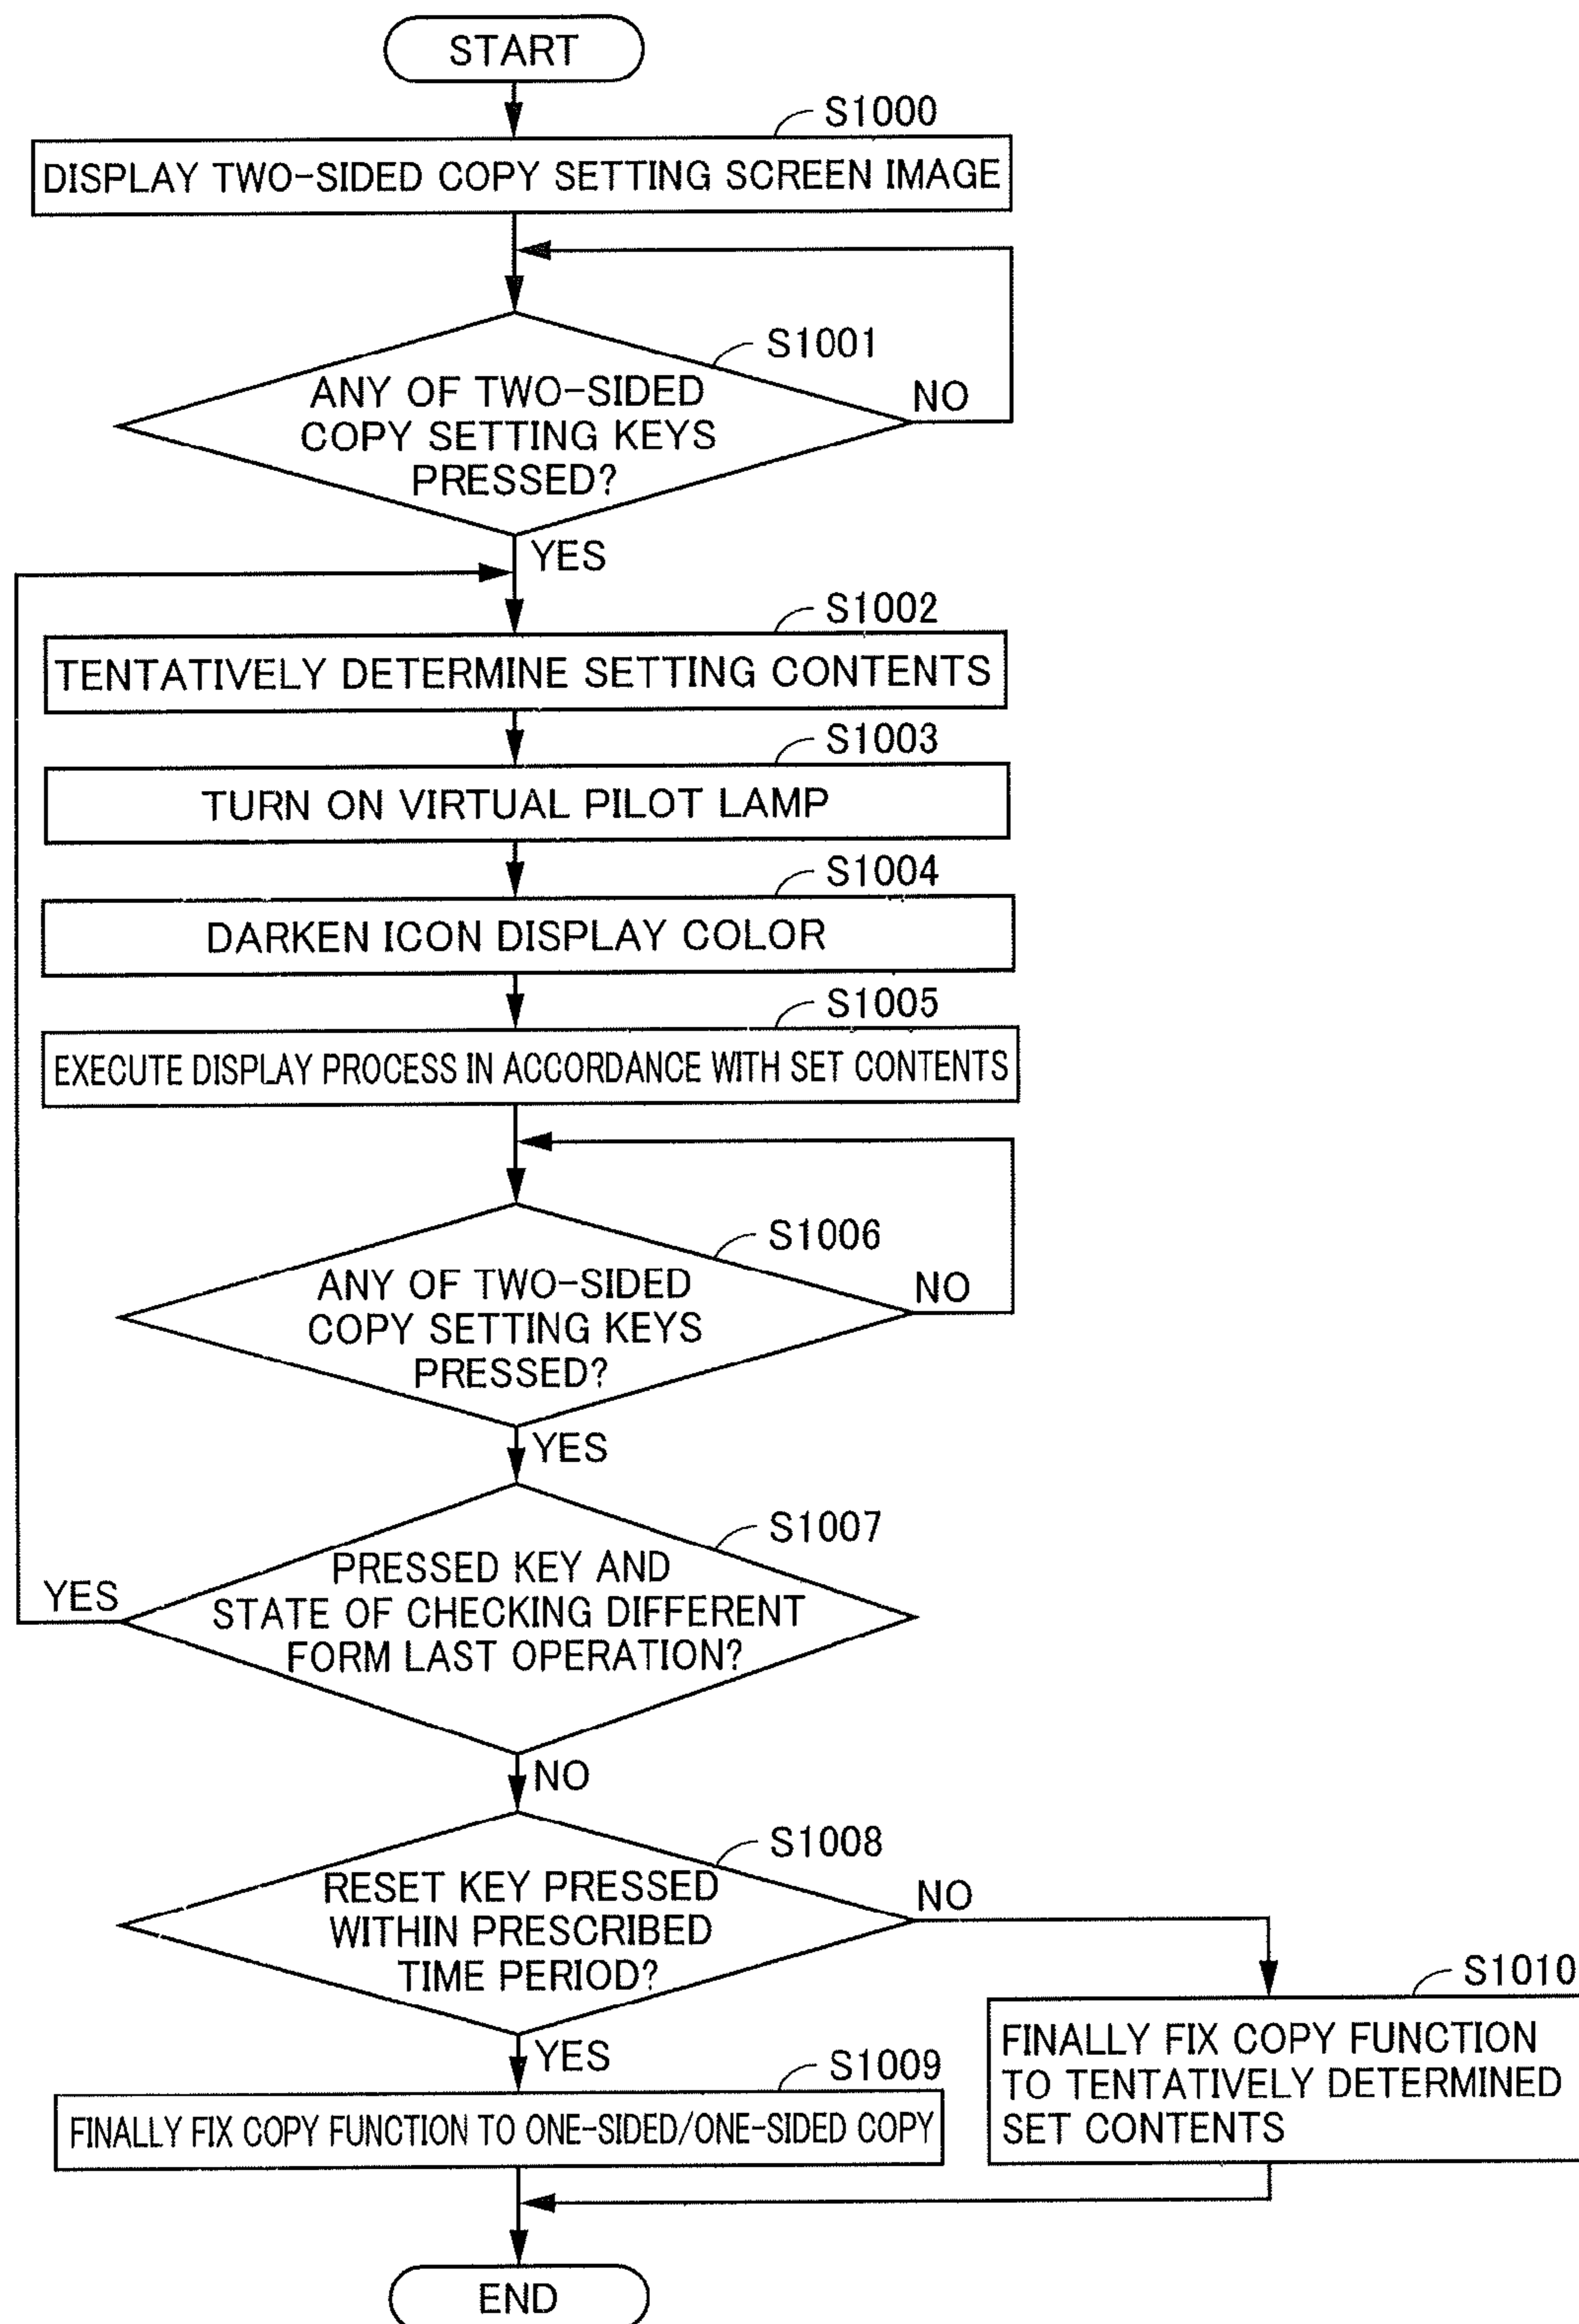 START
S1000
DISPLAY TWO-SIDED COPY SETTING SCREEN IMAGE
S1001
ANY OF TWO-SIDED
COPY SETTING KEYS
PRESSED?
NO
YES
S1002
TENTATIVELY DETERMINE SETTING CONTENTS
S1003
TURN ON VIRTUAL PILOT LAMP
S1004
DARKEN ICON DISPLAY COLOR
S1005
EXECUTE DISPLAY PROCESS IN ACCORDANCE WITH SET CONTENTS
S1006
ANY OF TWO-SIDED
COPY SETTING KEYS
PRESSED?
NO
YES
S1007
PRESSED KEY AND
STATE OF CHECKING DIFFERENT
FORM LAST OPERATION?
YES
NO
S1008
RESET KEY PRESSED
WITHIN PRESCRIBED
TIME PERIOD?
NO
YES
S1009
FINALLY FIX COPY FUNCTION TO ONE-SIDED/ONE-SIDED COPY
S1010
FINALLY FIX COPY FUNCTION
TO TENTATIVELY DETERMINED
SET CONTENTS
END